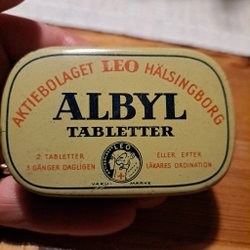 AKTIEBOLAGET LEO HÄLSINGBORG
ALBYL
TABLETTER
2 TABLETTER
3 GÅNGER DAGLIGEN
ELLER EFTER
LÄKARES ORDINATION
LEO
VARU - MÄRKE